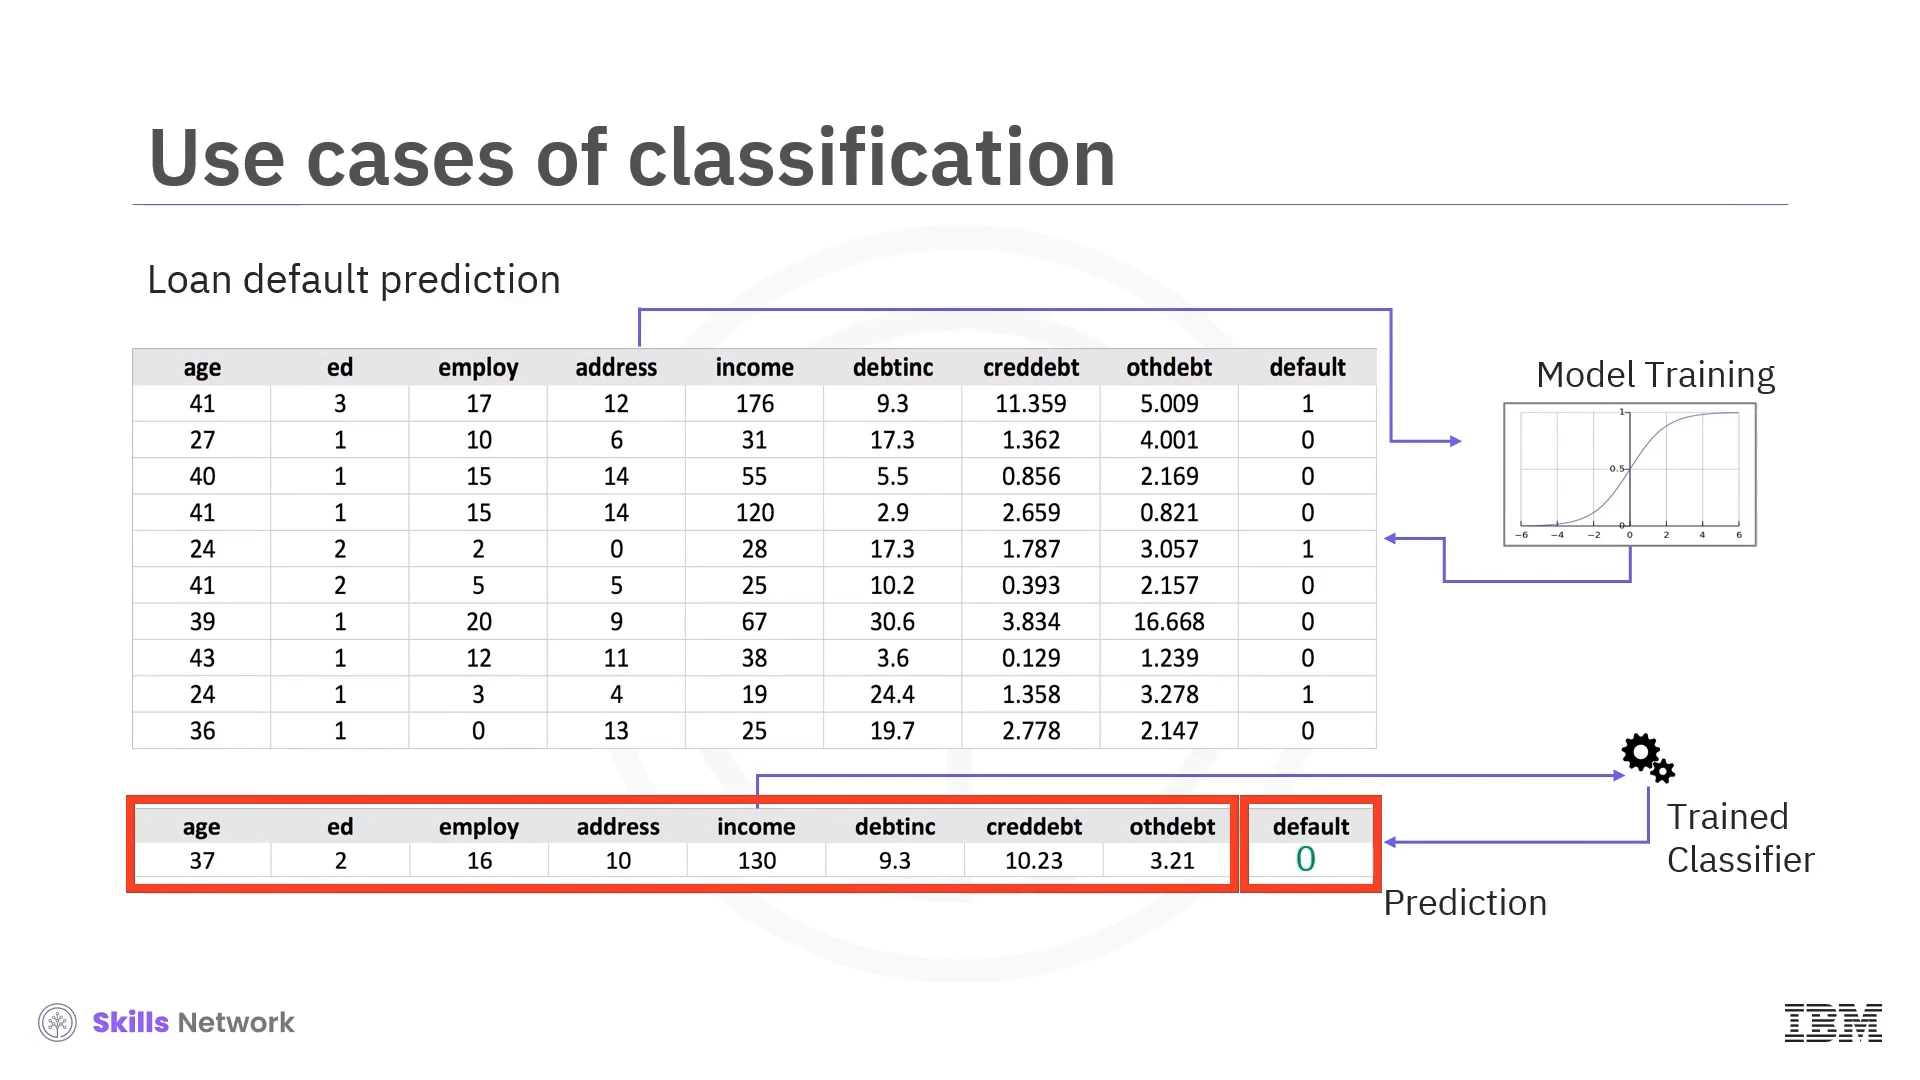 Use cases of classification
Loan default prediction
age ed employ address income debtinc creddebt othdebt default
41 3 17 12 176 9.3 11.359 5.009 1
27 1 10 6 31 17.3 1.362 4.001 0
40 1 15 14 55 5.5 0.856 2.169 0
41 1 15 14 120 2.9 2.659 0.821 0
24 2 2 0 28 17.3 1.787 3.057 1
41 2 5 5 25 10.2 0.393 2.157 0
39 1 20 9 67 30.6 3.834 16.668 0
43 1 12 11 38 3.6 0.129 1.239 0
24 1 3 4 19 24.4 1.358 3.278 1
36 1 0 13 25 19.7 2.778 2.147 0
Model Training
1
0.5
0
−6 −4 −2 0 2 4 6
age ed employ address income debtinc creddebt othdebt default
37 2 16 10 130 9.3 10.23 3.21 0
Trained
Classifier
Prediction
Skills Network
IBM